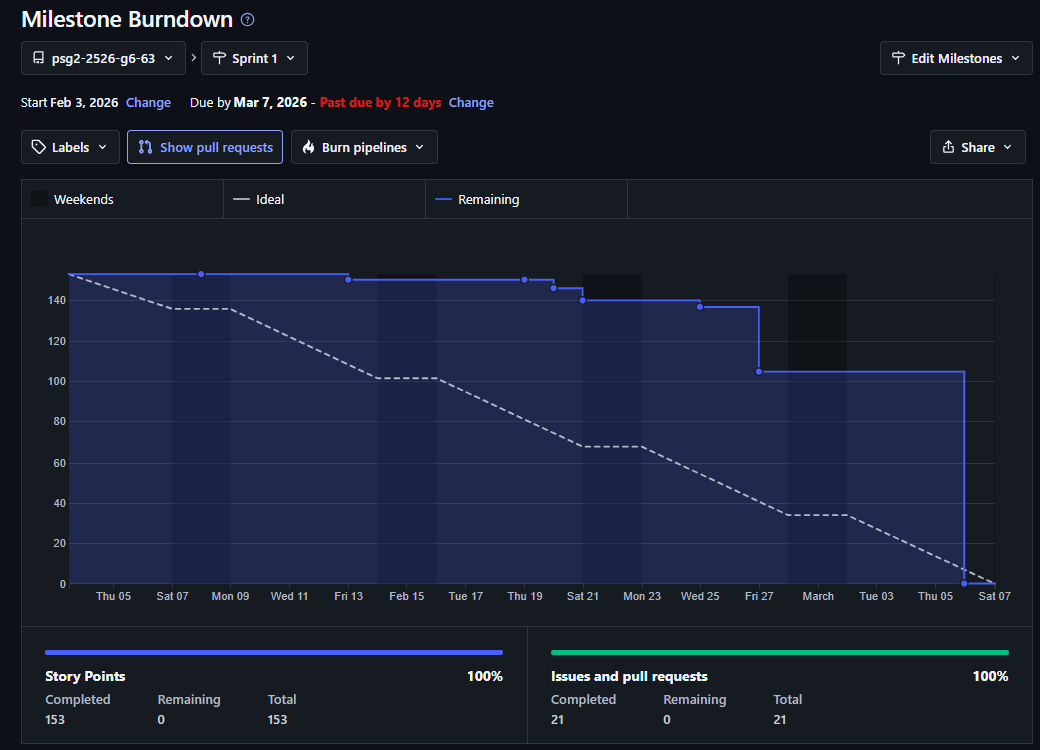 Milestone Burndown ?
psg2-2526-g6-63 > Sprint 1 Edit Milestones
Start Feb 3, 2026 Change Due by Mar 7, 2026 - Past due by 12 days Change
Labels Show pull requests Burn pipelines Share
Weekends Ideal Remaining
140
120
100
80
60
40
20
0
Thu 05 Sat 07 Mon 09 Wed 11 Fri 13 Feb 15 Tue 17 Thu 19 Sat 21 Mon 23 Wed 25 Fri 27 March Tue 03 Thu 05 Sat 07
Story Points 100% Issues and pull requests 100%
Completed Remaining Total Completed Remaining Total
153 0 153 21 0 21